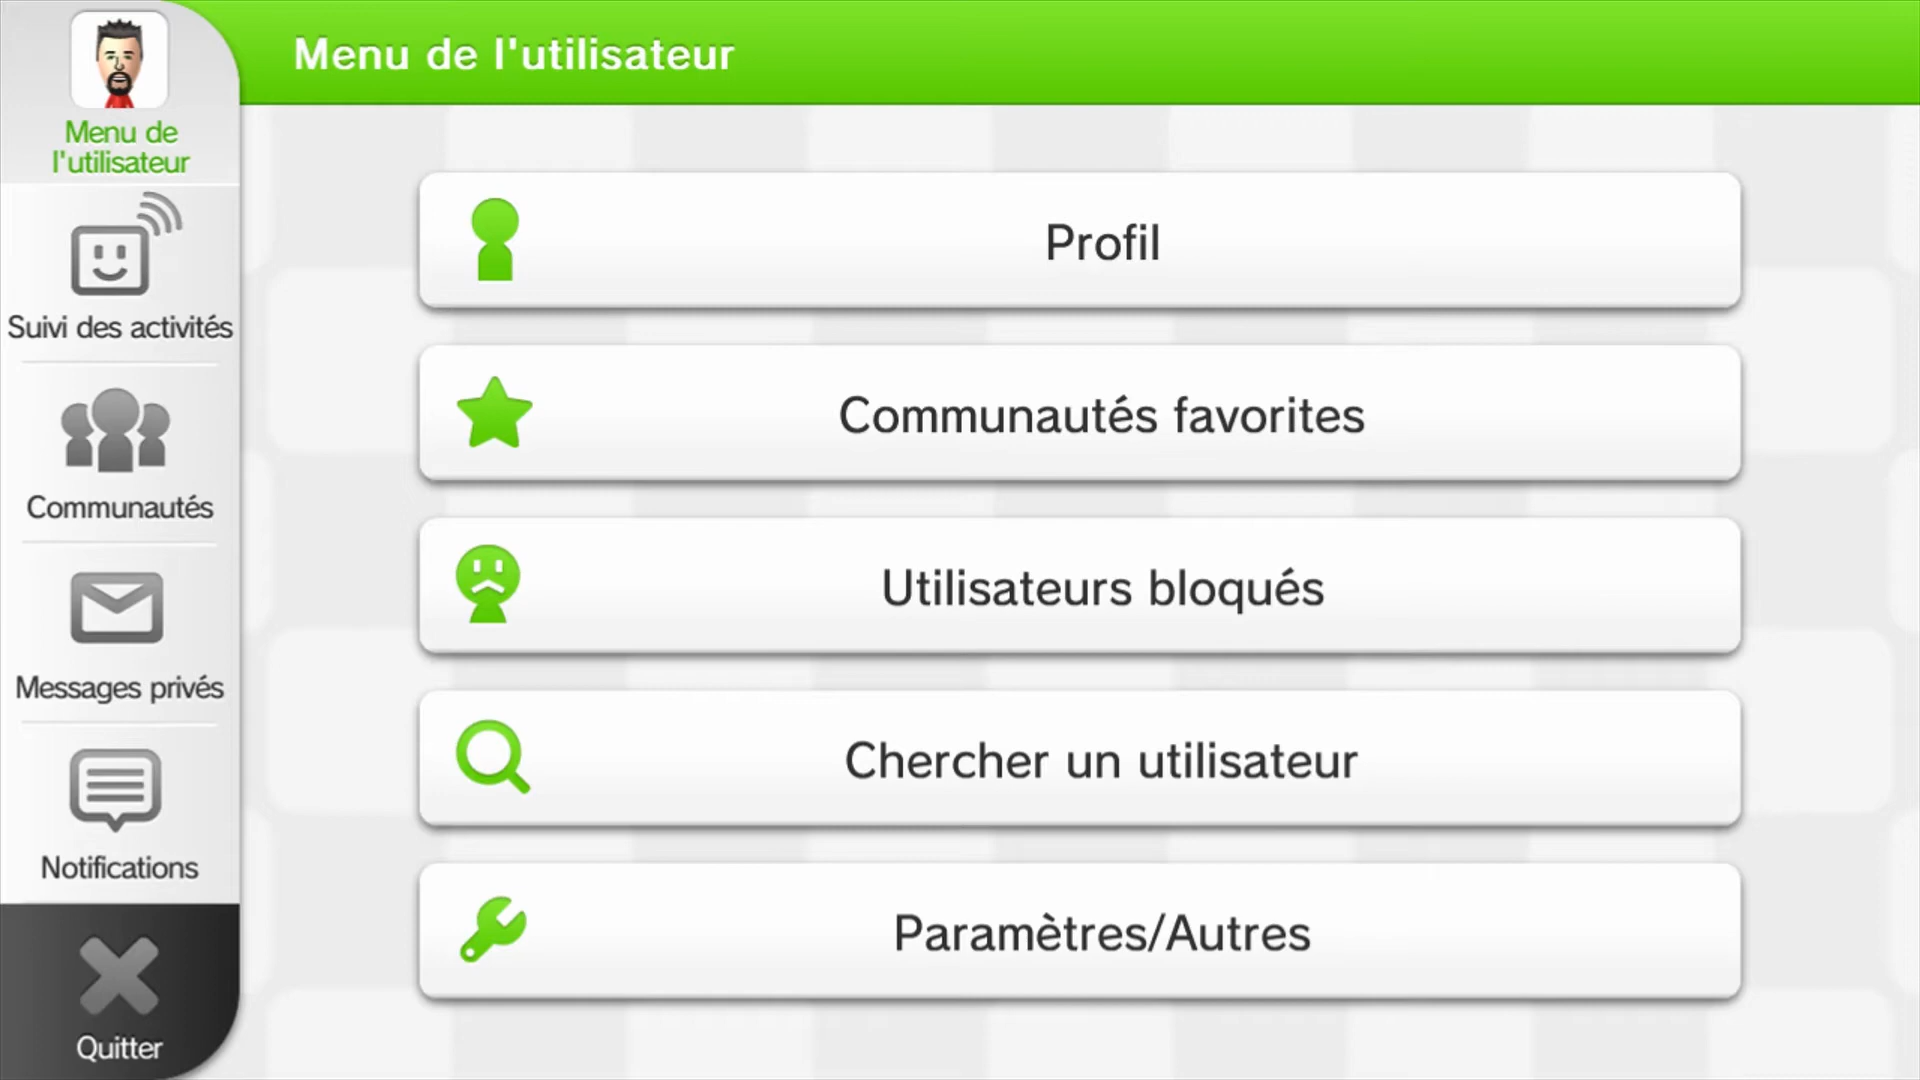 Menu de l'utilisateur
Menu de
l'utilisateur
Suivi des activités
Communautés
Messages privés
Notifications
Quitter
Profil
Communautés favorites
Utilisateurs bloqués
Chercher un utilisateur
Paramètres/Autres